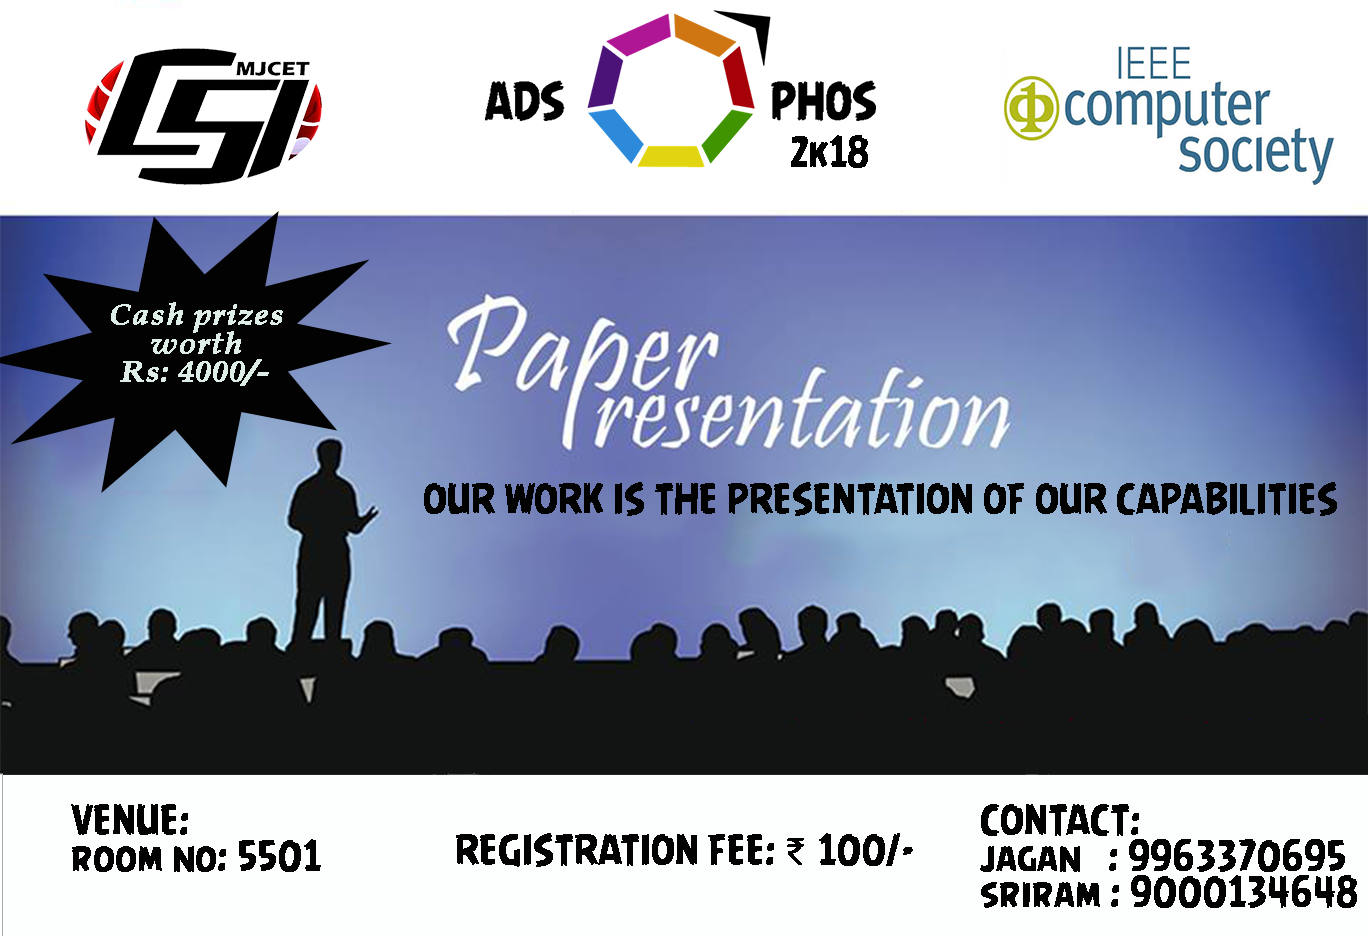 MJCET
CSI
ADS PHOS
2K18
IEEE
computer
society
Cash prizes
worth
Rs: 4000/-
Paper
Presentation
OUR WORK IS THE PRESENTATION OF OUR CAPABILITIES
VENUE:
ROOM NO: 5501
REGISTRATION FEE: ₹ 100/-
CONTACT:
JAGAN : 9963370695
SRIRAM : 9000134648